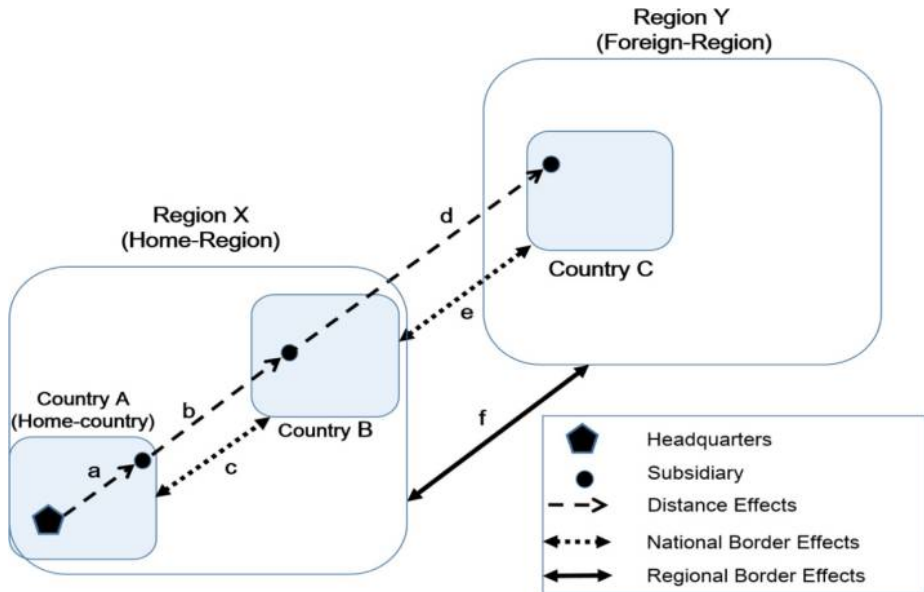 Region Y
(Foreign-Region)
Region X
(Home-Region)
d
Country C
e
Country A
(Home-country)
b
Country B
f
a
c
Headquarters
Subsidiary
Distance Effects
National Border Effects
Regional Border Effects